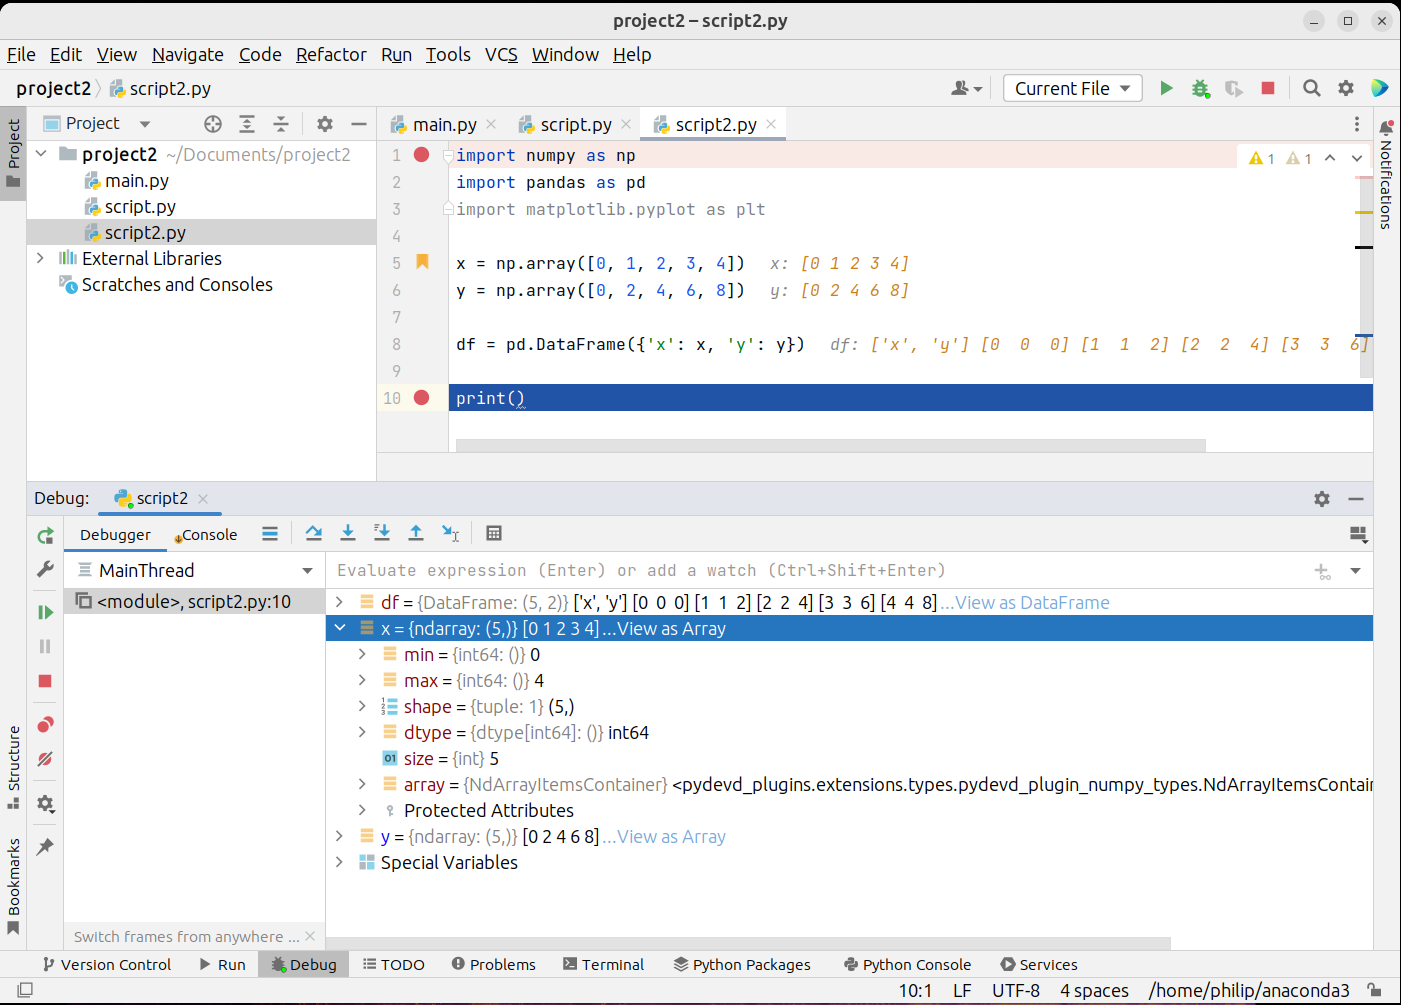 project2 – script2.py
File Edit View Navigate Code Refactor Run Tools VCS Window Help
project2 script2.py Current File
Project
Project
main.py script.py script2.py
Notifications
project2 ~/Documents/project2
main.py
script.py
script2.py
External Libraries
Scratches and Consoles
1 import numpy as np 1 1
2 import pandas as pd
3 import matplotlib.pyplot as plt
4
5 x = np.array([0, 1, 2, 3, 4]) x: [0 1 2 3 4]
6 y = np.array([0, 2, 4, 6, 8]) y: [0 2 4 6 8]
7
8 df = pd.DataFrame({'x': x, 'y': y}) df: ['x', 'y'] [0 0 0] [1 1 2] [2 2 4] [3 3 6]
9
10 print()
Debug: script2
Debugger Console
MainThread
Evaluate expression (Enter) or add a watch (Ctrl+Shift+Enter)
<module>, script2.py:10
df = {DataFrame: (5, 2)} ['x', 'y'] [0 0 0] [1 1 2] [2 2 4] [3 3 6] [4 4 8] ...View as DataFrame
x = {ndarray: (5,)} [0 1 2 3 4] ...View as Array
min = {int64: ()} 0
max = {int64: ()} 4
shape = {tuple: 1} (5,)
dtype = {dtype[int64]: ()} int64
size = {int} 5
array = {NdArrayItemsContainer} <pydevd_plugins.extensions.types.pydevd_plugin_numpy_types.NdArrayItemsContai
Protected Attributes
y = {ndarray: (5,)} [0 2 4 6 8] ...View as Array
Special Variables
Structure
Bookmarks
Switch frames from anywhere ...
Version Control Run Debug TODO Problems Terminal Python Packages Python Console Services
10:1 LF UTF-8 4 spaces /home/philip/anaconda3